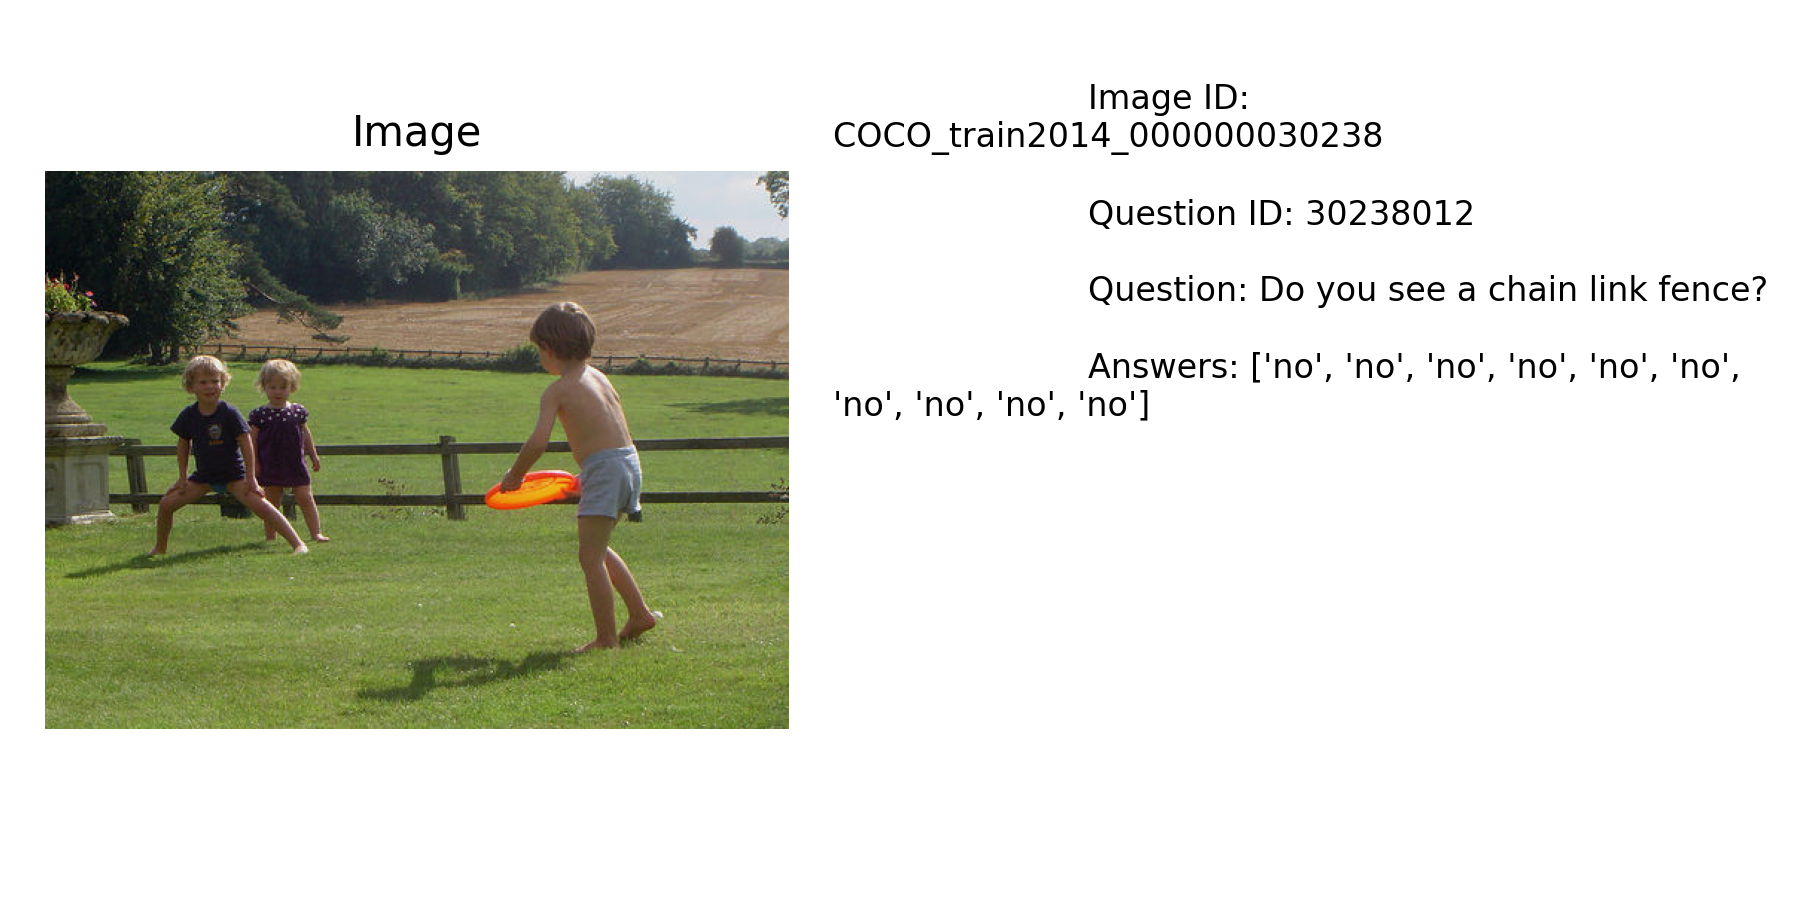 Image
Image ID:
COCO_train2014_000000030238
Question ID: 30238012
Question: Do you see a chain link fence?
Answers: ['no', 'no', 'no', 'no', 'no', 'no',
'no', 'no', 'no', 'no']